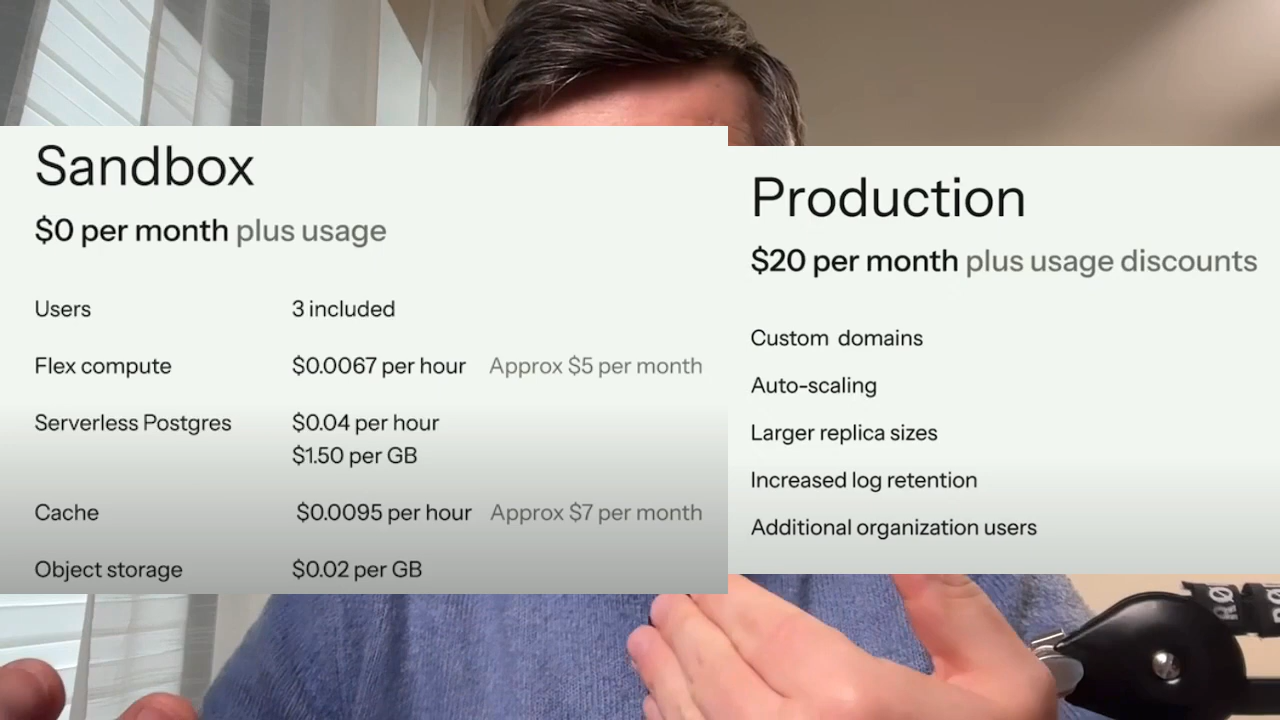 Sandbox
$0 per month plus usage
Users 3 included
Flex compute $0.0067 per hour Approx $5 per month
Serverless Postgres $0.04 per hour
$1.50 per GB
Cache $0.0095 per hour Approx $7 per month
Object storage $0.02 per GB
Production
$20 per month plus usage discounts
Custom domains
Auto-scaling
Larger replica sizes
Increased log retention
Additional organization users